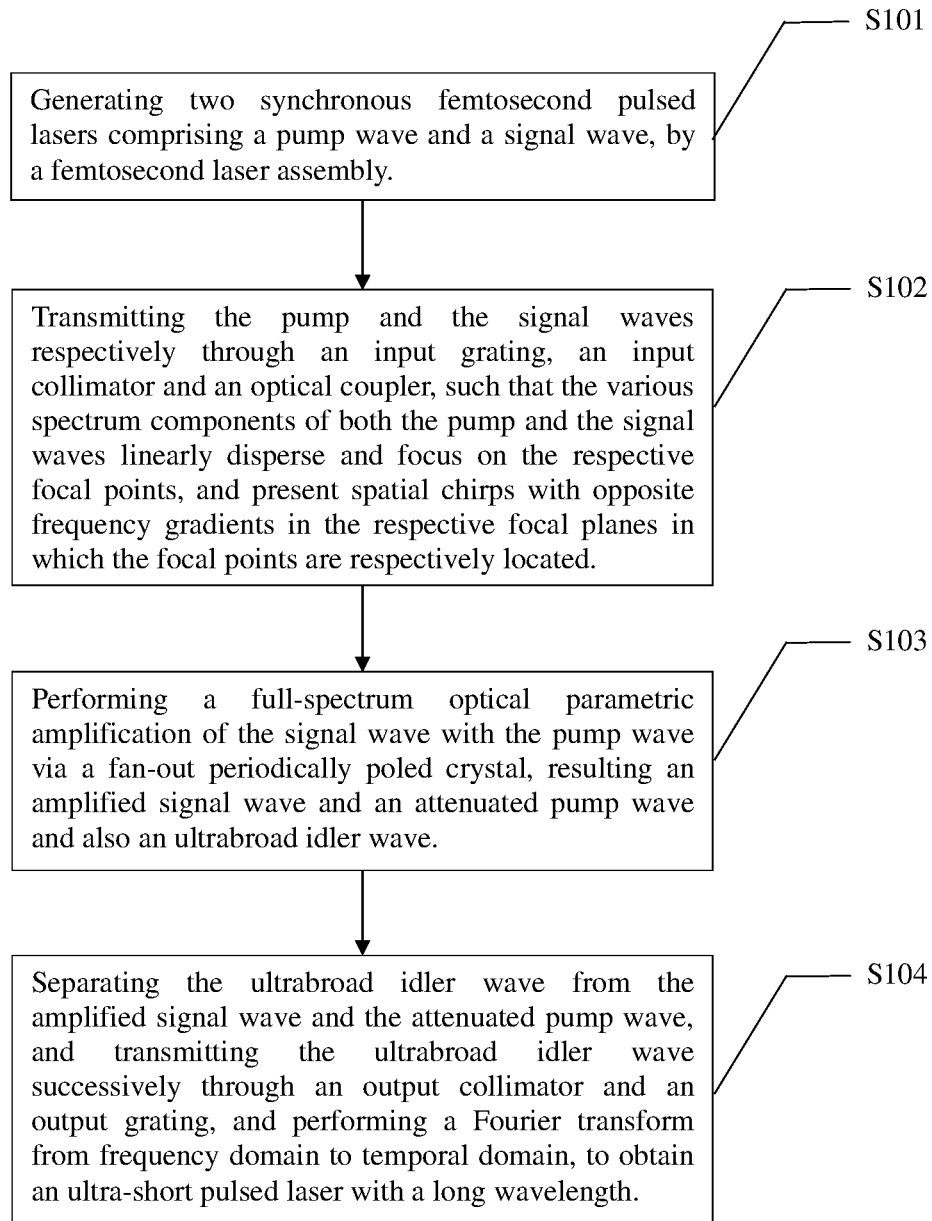 S101
Generating two synchronous femtosecond pulsed
lasers comprising a pump wave and a signal wave, by
a femtosecond laser assembly.
S102
Transmitting the pump and the signal waves
respectively through an input grating, an input
collimator and an optical coupler, such that the various
spectrum components of both the pump and the signal
waves linearly disperse and focus on the respective
focal points, and present spatial chirps with opposite
frequency gradients in the respective focal planes in
which the focal points are respectively located.
S103
Performing a full-spectrum optical parametric
amplification of the signal wave with the pump wave
via a fan-out periodically poled crystal, resulting an
amplified signal wave and an attenuated pump wave
and also an ultrabroad idler wave.
S104
Separating the ultrabroad idler wave from the
amplified signal wave and the attenuated pump wave,
and transmitting the ultrabroad idler wave
successively through an output collimator and an
output grating, and performing a Fourier transform
from frequency domain to temporal domain, to obtain
an ultra-short pulsed laser with a long wavelength.